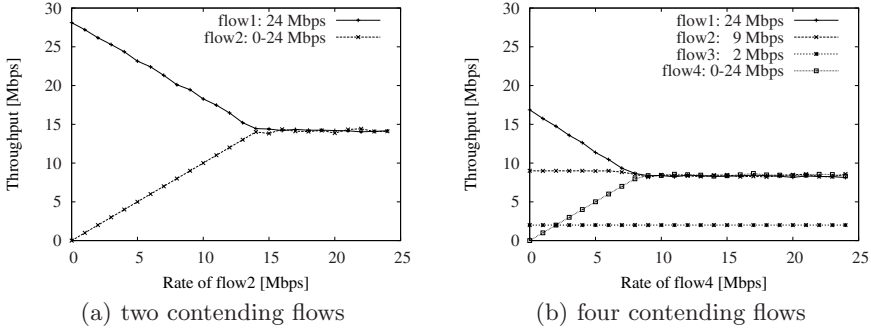 30
25
20
15
10
5
0
Throughput [Mbps]
flow1: 24 Mbps
flow2: 0-24 Mbps
0 5 10 15 20 25
Rate of flow2 [Mbps]
(a) two contending flows
30
25
20
15
10
5
0
Throughput [Mbps]
flow1: 24 Mbps
flow2: 9 Mbps
flow3: 2 Mbps
flow4: 0-24 Mbps
0 5 10 15 20 25
Rate of flow4 [Mbps]
(b) four contending flows